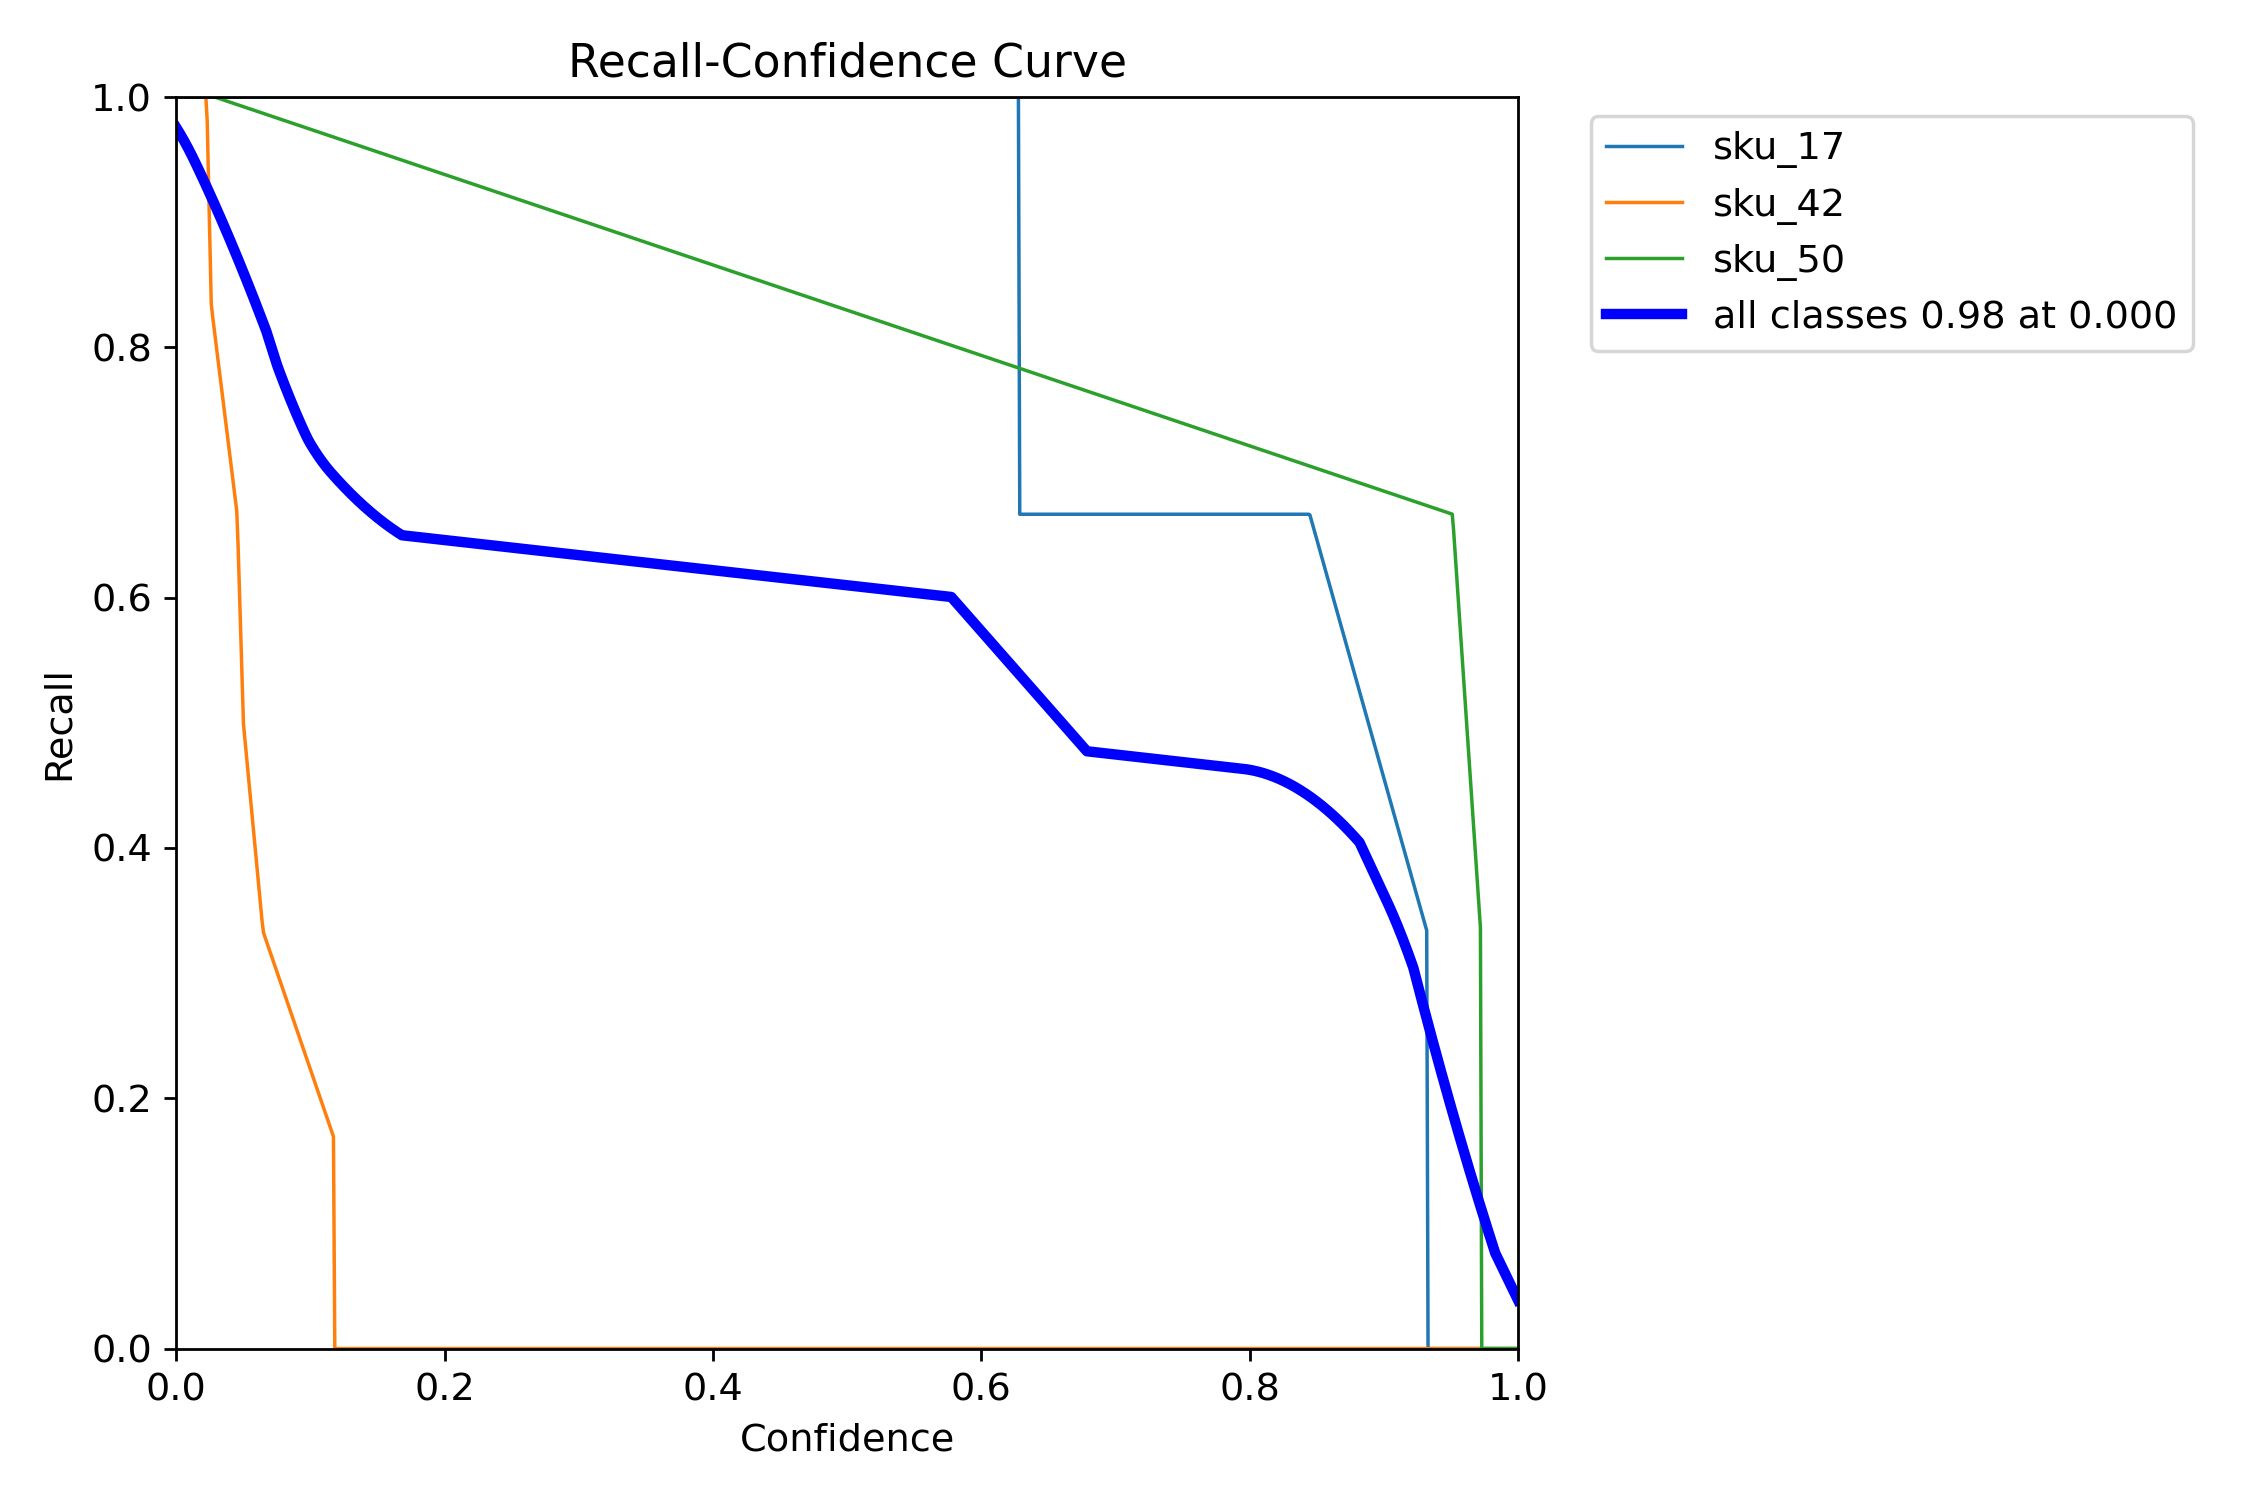 Recall-Confidence Curve
1.0
0.8
0.6
0.4
0.2
0.0
Recall
0.0 0.2 0.4 0.6 0.8 1.0
Confidence
sku_17
sku_42
sku_50
all classes 0.98 at 0.000